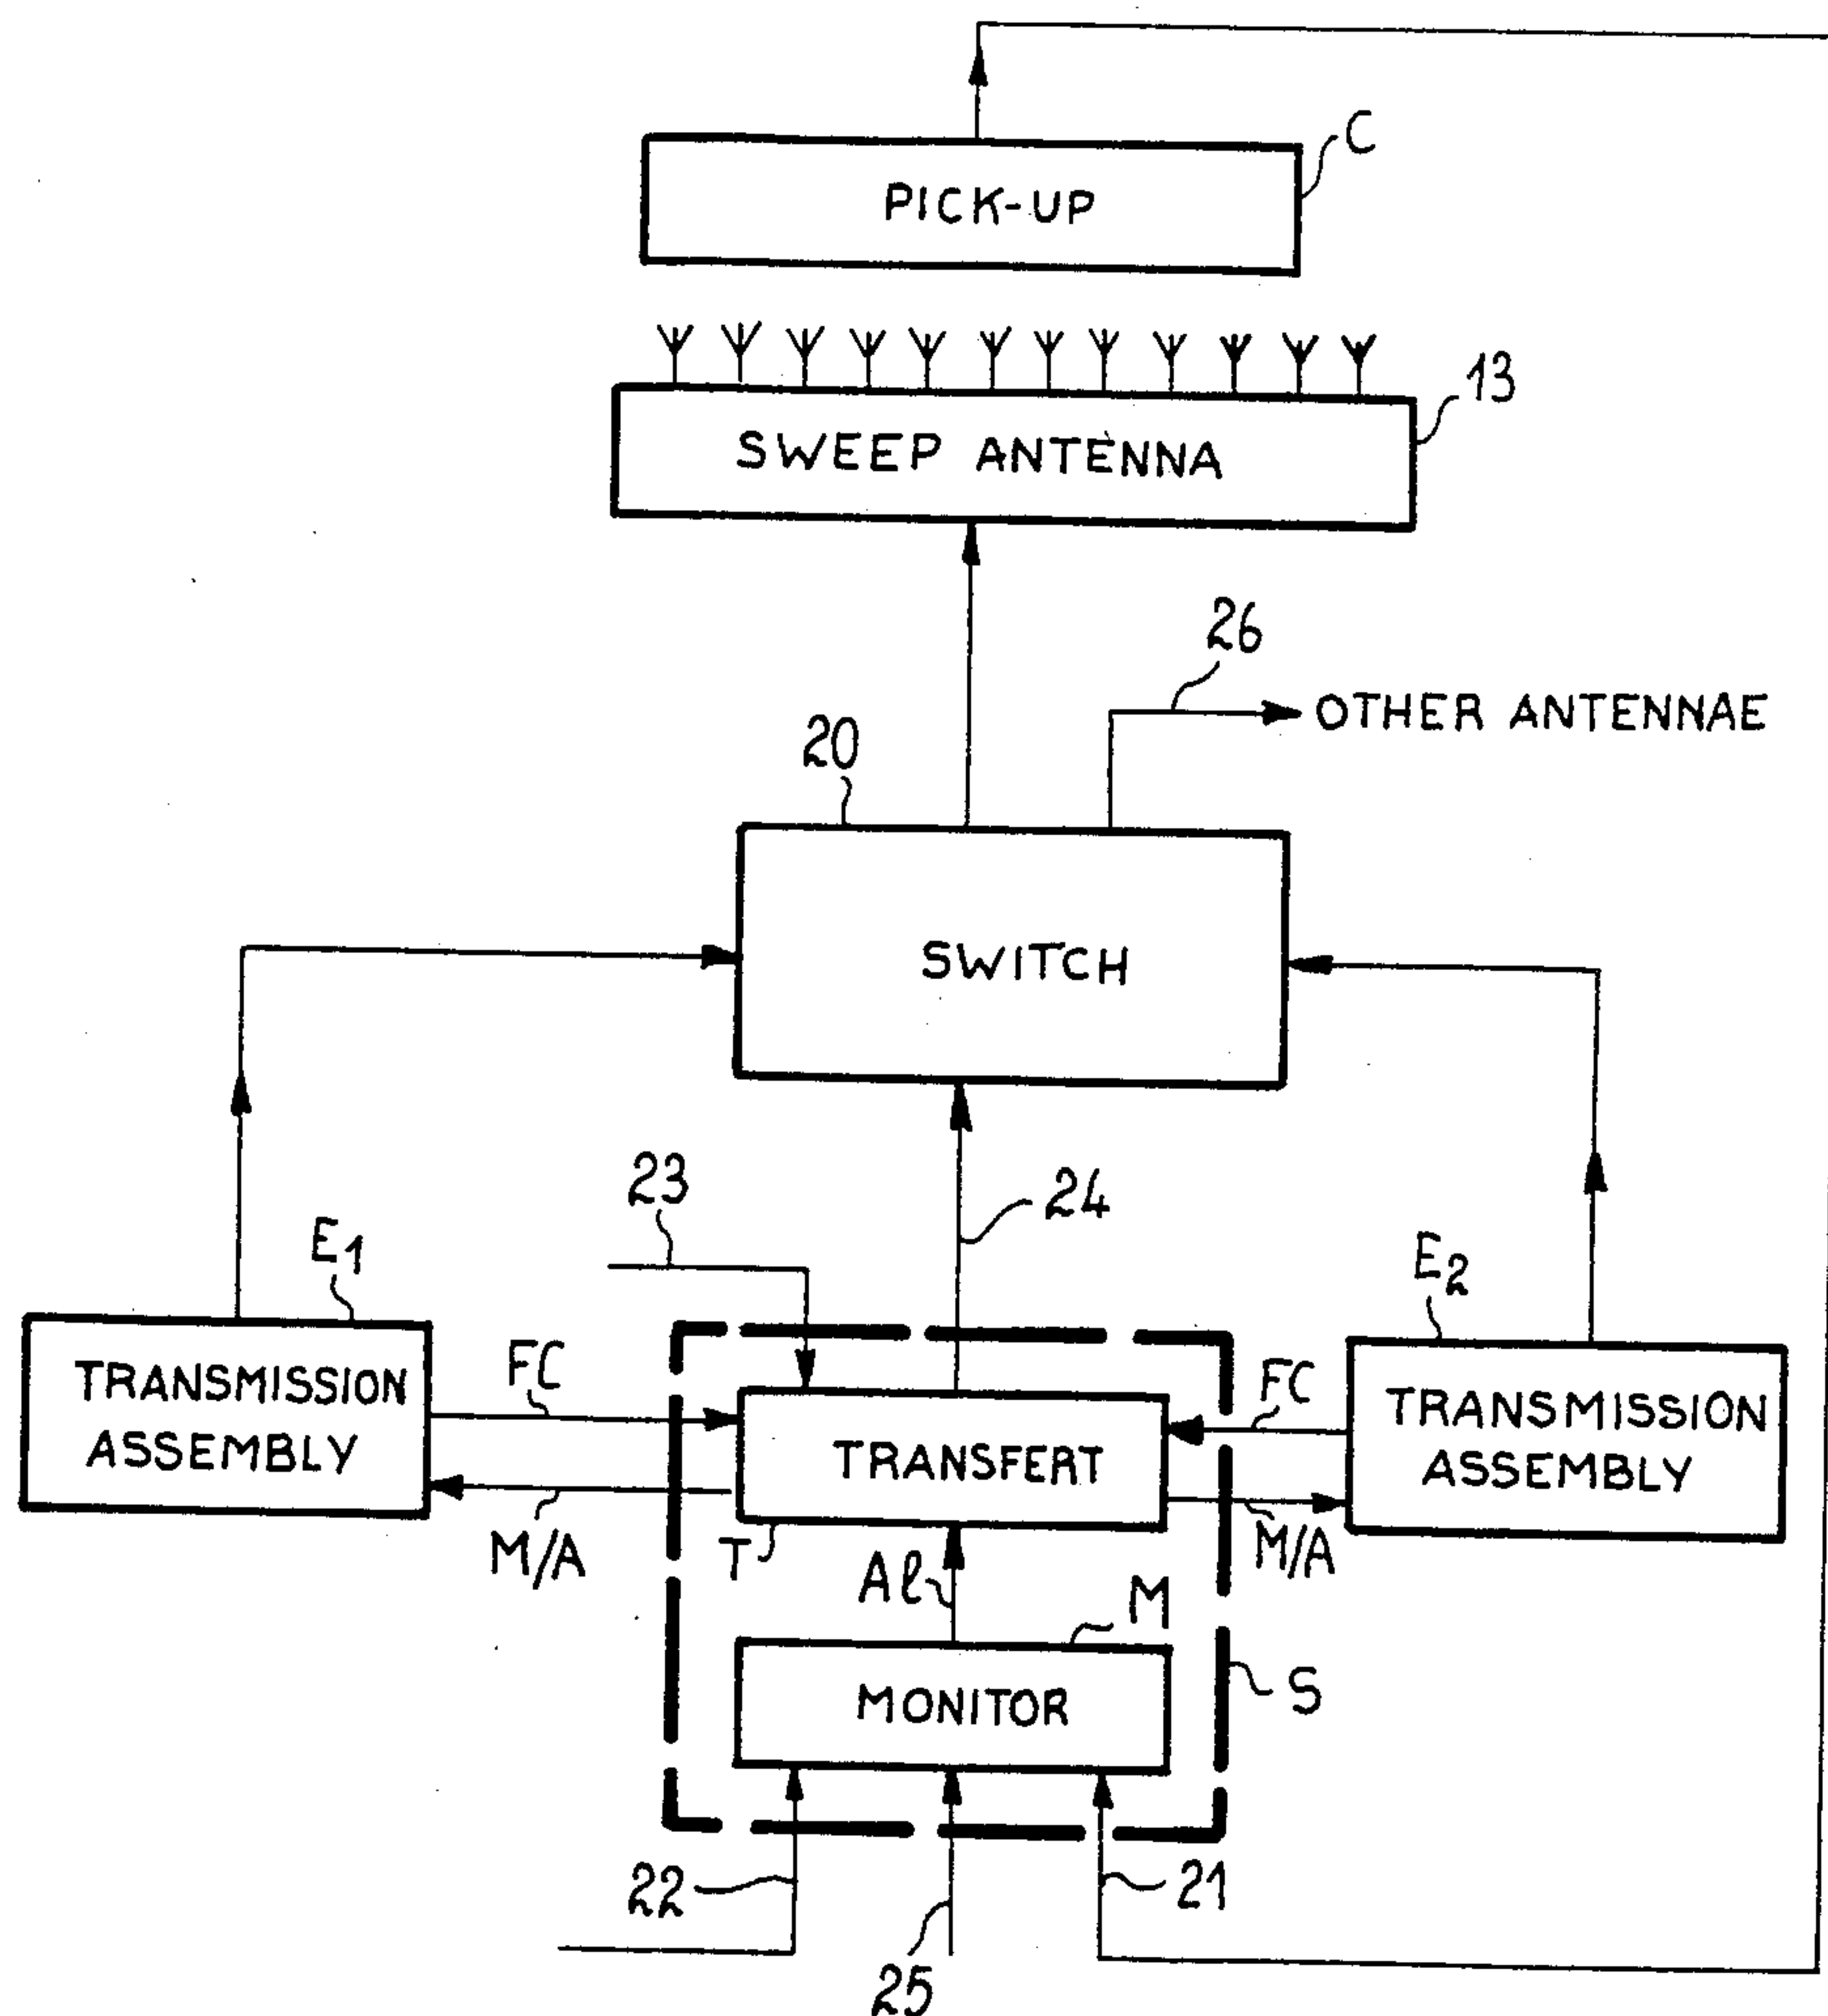 C
PICK-UP
13
SWEEP ANTENNA
26
OTHER ANTENNAE
20
SWITCH
23
24
E1
E2
TRANSMISSION
ASSEMBLY
FC
FC
TRANSMISSION
ASSEMBLY
TRANSFERT
M/A
T
M/A
Al
M
MONITOR
S
22
21
25